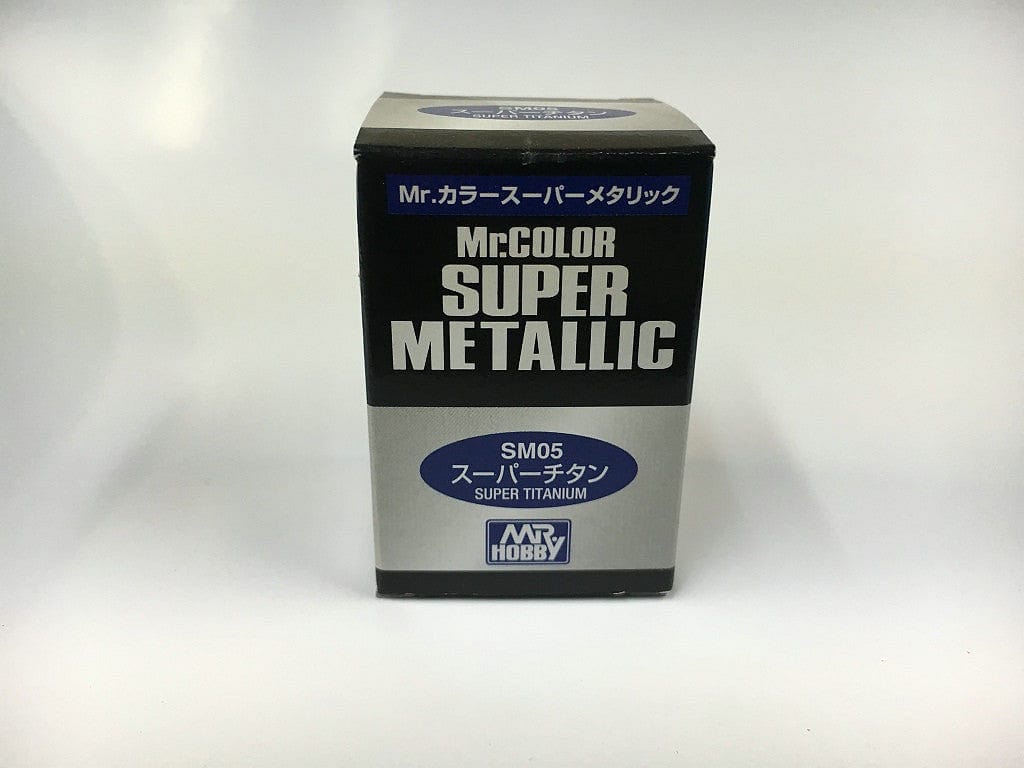 SM05
スーパーチタン
SUPER TITANIUM
Mr.カラースーパーメタリック
Mr.COLOR
SUPER
METALLIC
SM05
スーパーチタン
SUPER TITANIUM
MR.
HOBBY